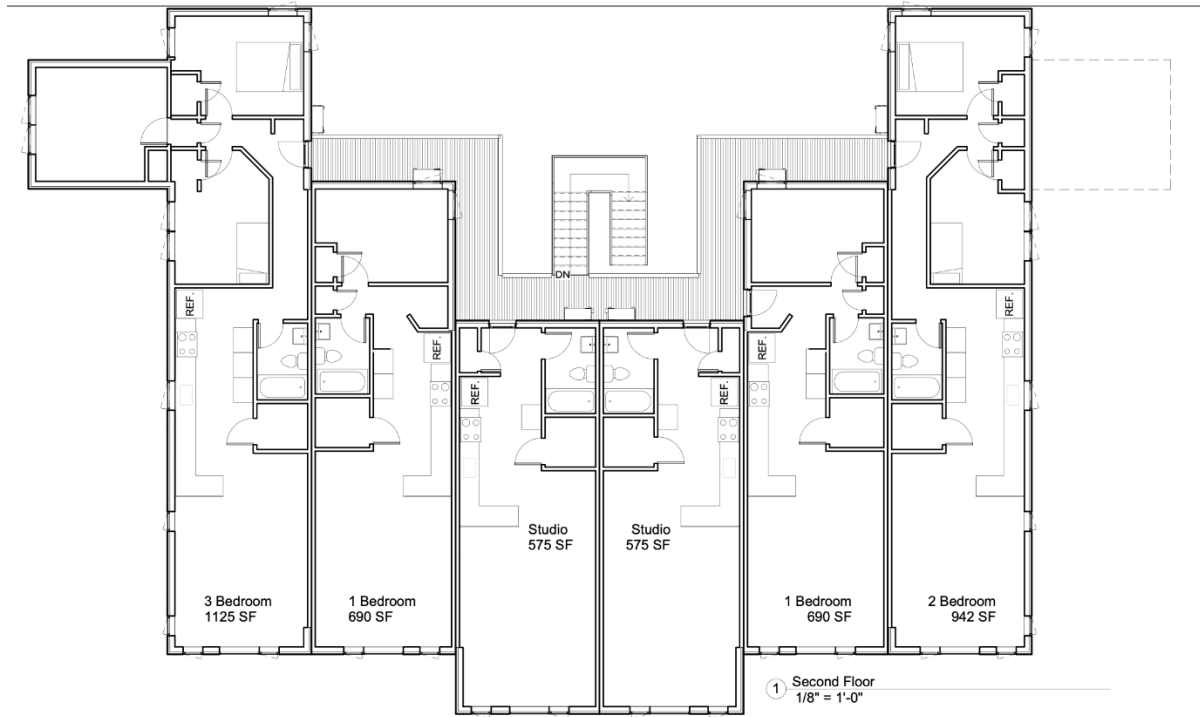 DN
REF.
REF.
REF.
REF.
REF.
REF.
Studio
575 SF
Studio
575 SF
3 Bedroom
1125 SF
1 Bedroom
690 SF
1 Bedroom
690 SF
2 Bedroom
942 SF
1 Second Floor
1/8" = 1'-0"